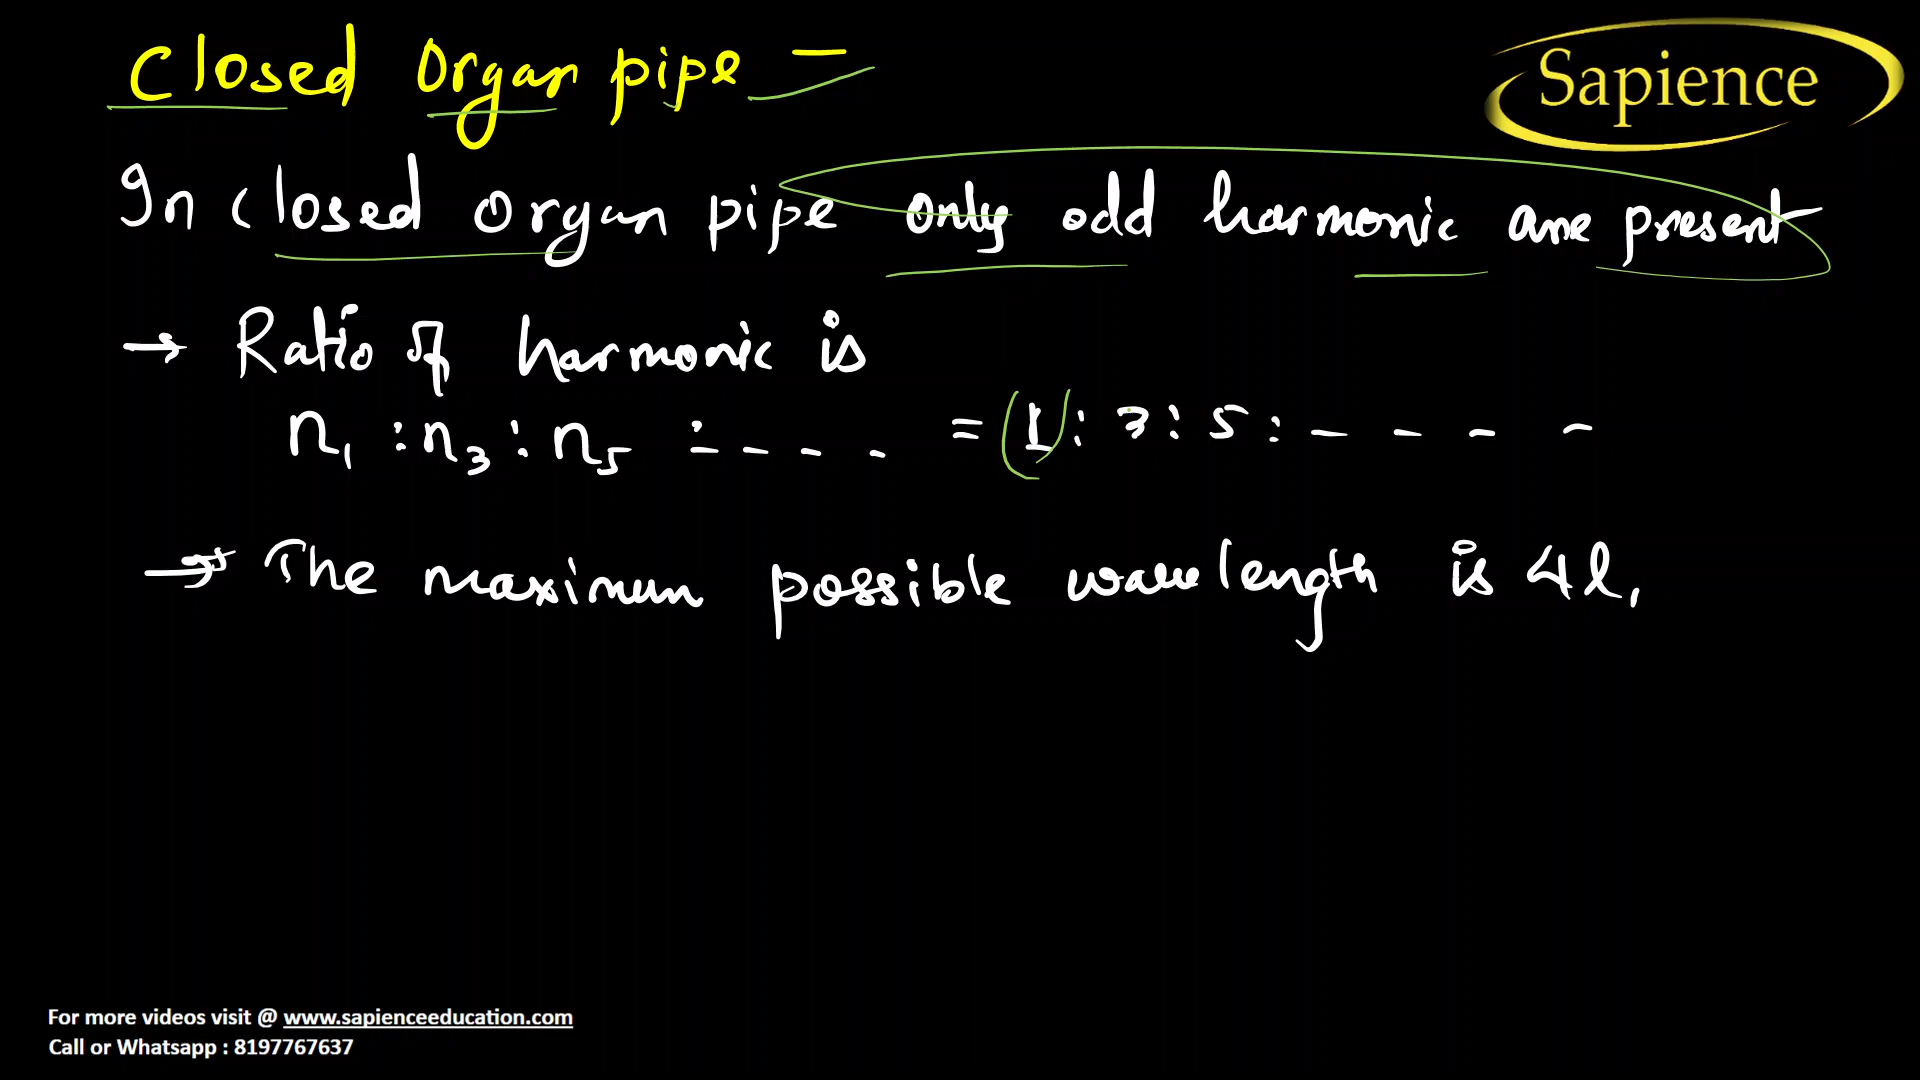 Closed Organ pipe -
Sapience
In closed organ pipe only odd harmonic are present
→ Ratio of harmonic is
n₁ : n₃ : n₅ : - - - . = 1 : 3 : 5 : - - - -
→ The maximum possible wavelength is 4l,
For more videos visit @ www.sapienceeducation.com
Call or Whatsapp : 8197767637